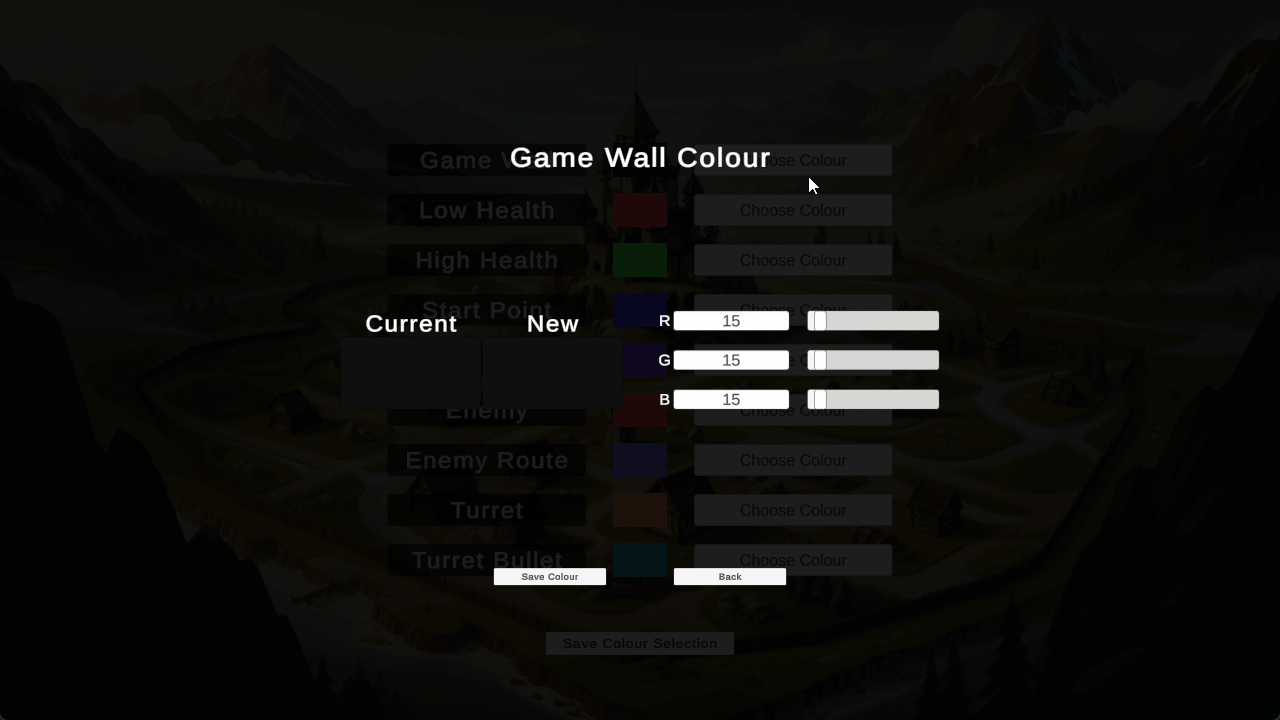 Game Wall Colour
Choose Colour
Low Health
Choose Colour
High Health
Choose Colour
Start Point
Choose Colour
Current
New
R
15
G
15
B
15
Enemy
Choose Colour
Enemy Route
Choose Colour
Turret
Choose Colour
Turret Bullet
Choose Colour
Save Colour
Back
Save Colour Selection